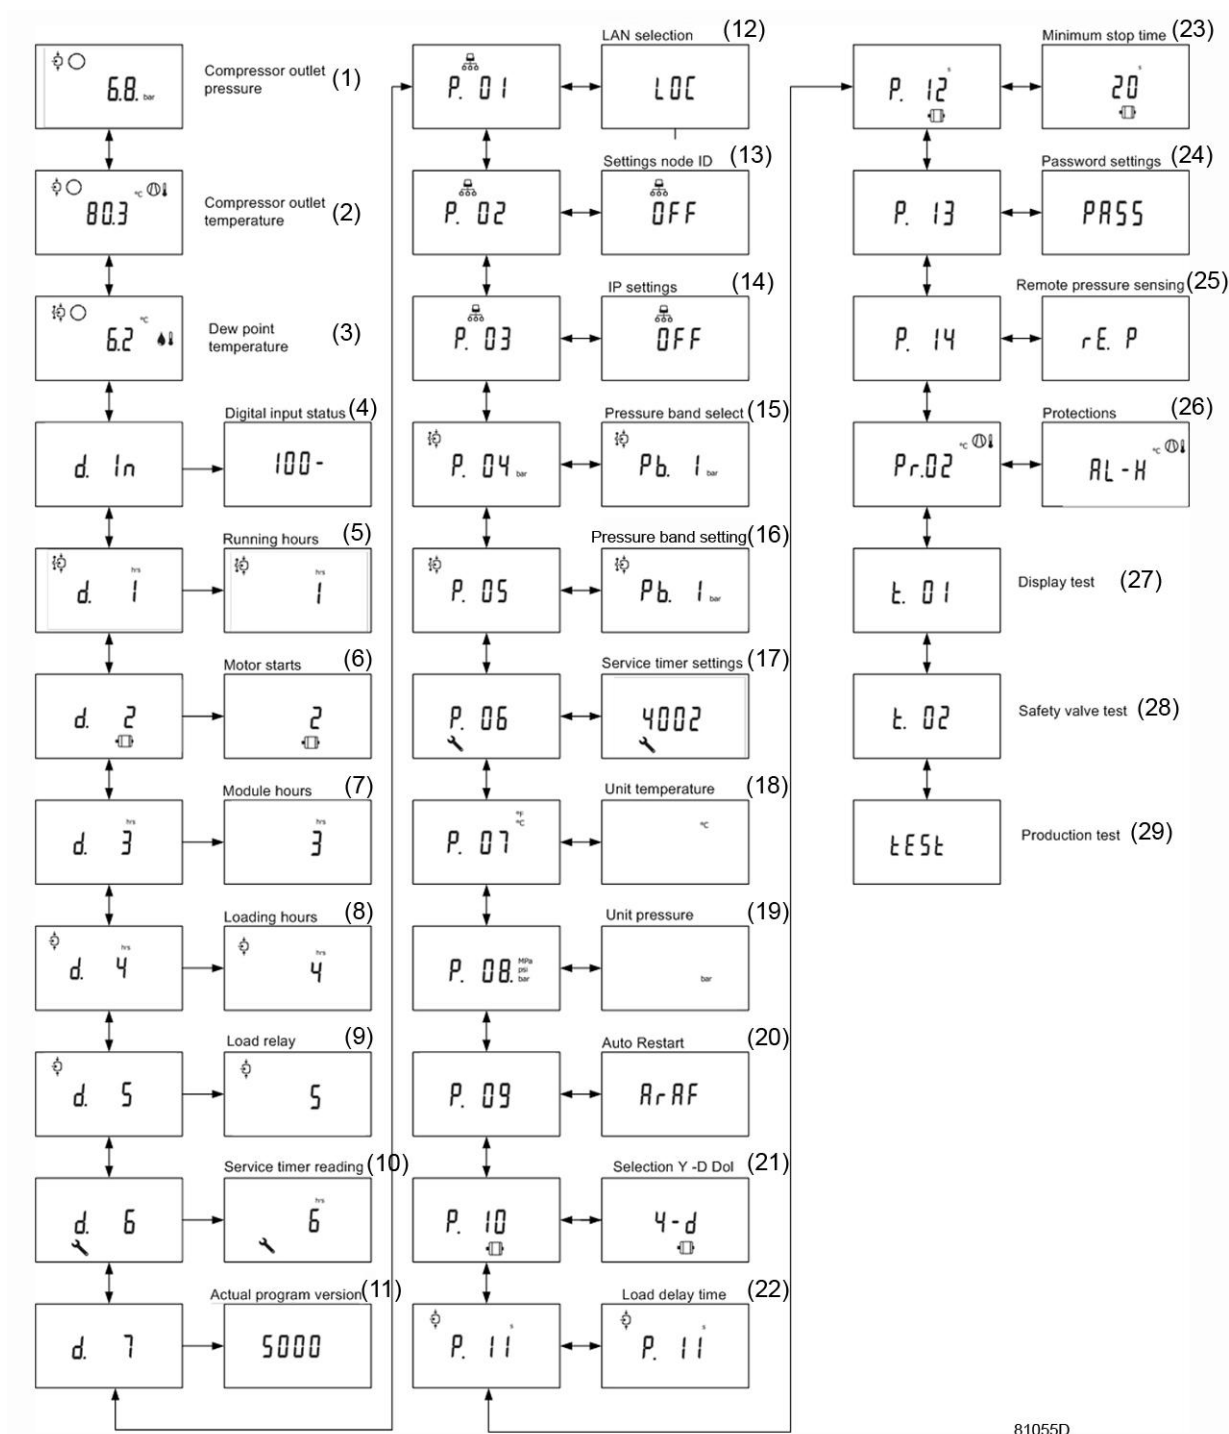 6.8. bar
Compressor outlet
pressure
(1)
80.3 °C
Compressor outlet
temperature
(2)
6.2 °C
Dew point
temperature
(3)
d. In
Digital input status (4)
100-
d. 1 hrs
Running hours (5)
1 hrs
d. 2
Motor starts (6)
2
d. 3 hrs
Module hours (7)
3 hrs
d. 4 hrs
Loading hours (8)
4 hrs
d. 5
Load relay (9)
5
d. 6
Service timer reading (10)
6 hrs
d. 7
Actual program version (11)
5000
P. 01
LAN selection (12)
LOC
P. 02
Settings node ID (13)
OFF
P. 03
IP settings (14)
OFF
P. 04 bar
Pressure band select (15)
Pb. 1 bar
P. 05
Pressure band setting (16)
Pb. 1 bar
P. 06
Service timer settings (17)
4002
P. 07 °F
°C
Unit temperature (18)
°C
P. 08. MPa
psi
bar
Unit pressure (19)
bar
P. 09
Auto Restart (20)
ArAF
P. 10
Selection Y -D Dol (21)
Y-d
P. 11 s
Load delay time (22)
P. 11 s
P. 12 s
Minimum stop time (23)
20 s
P. 13
Password settings (24)
PASS
P. 14
Remote pressure sensing (25)
rE. P
Pr.02 °C
Protections (26)
AL-H °C
t. 01
Display test (27)
t. 02
Safety valve test (28)
tESt
Production test (29)
81055D